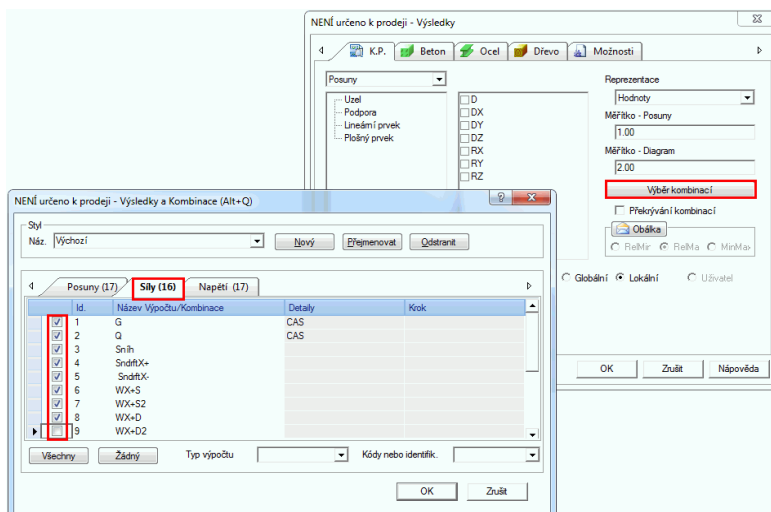 NENÍ určeno k prodeji - Výsledky
K.P. Beton Ocel Dřevo Možnosti
Posuny
Uzel
Podpora
Lineární prvek
Plošný prvek
D
DX
DY
DZ
RX
RY
RZ
Reprezentace
Hodnoty
Měřítko - Posuny
1.00
Měřítko - Diagram
2.00
Výběr kombinací
Překrývání kombinací
Obálka
RelMir RelMa MinMa
Globální Lokální Uživatel
OK Zrušit Nápověda
NENÍ určeno k prodeji - Výsledky a Kombinace (Alt+Q)
Styl
Náz. Výchozí Nový Přejmenovat Odstranit
Posuny (17) Síly (16) Napětí (17)
Id. Název Výpočtu/Kombinace Detaily Krok
1 G CAS
2 Q CAS
3 Sníh
4 SndrftX+
5 SndrftX-
6 WX+S
7 WX+S2
8 WX+D
9 WX+D2
Všechny Žádný Typ výpočtu Kódy nebo identifik.
OK Zrušit